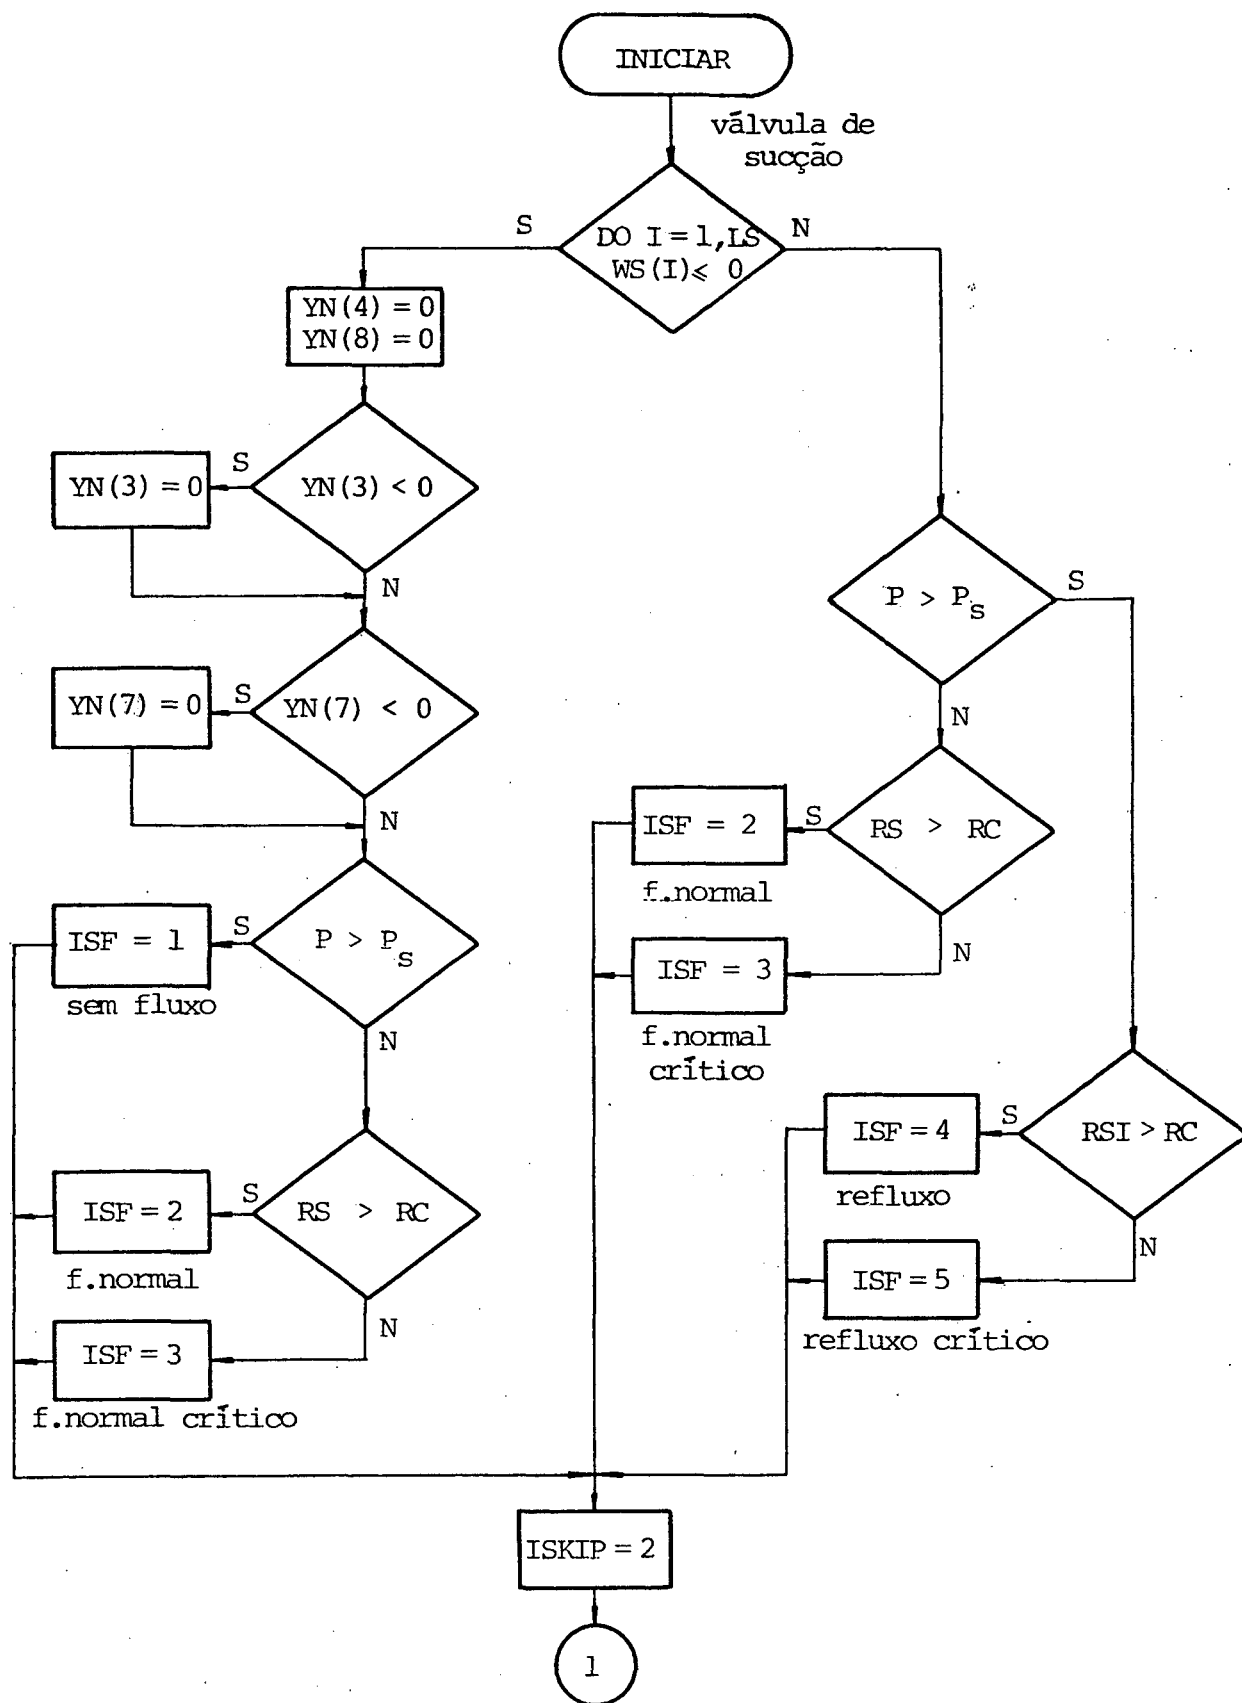 INICIAR
válvula de
sucção
S
DO I = 1,LS
WS(I) ⩽ 0
N
YN(4) = 0
YN(8) = 0
YN(3) = 0
S
YN(3) < 0
N
YN(7) = 0
S
YN(7) < 0
N
ISF = 1
sem fluxo
S
P > Ps
N
ISF = 2
f.normal
S
RS > RC
N
ISF = 3
f.normal crítico
P > Ps
S
N
ISF = 2
f.normal
S
RS > RC
N
ISF = 3
f.normal
crítico
ISF = 4
refluxo
S
RSI > RC
N
ISF = 5
refluxo crítico
ISKIP = 2
1